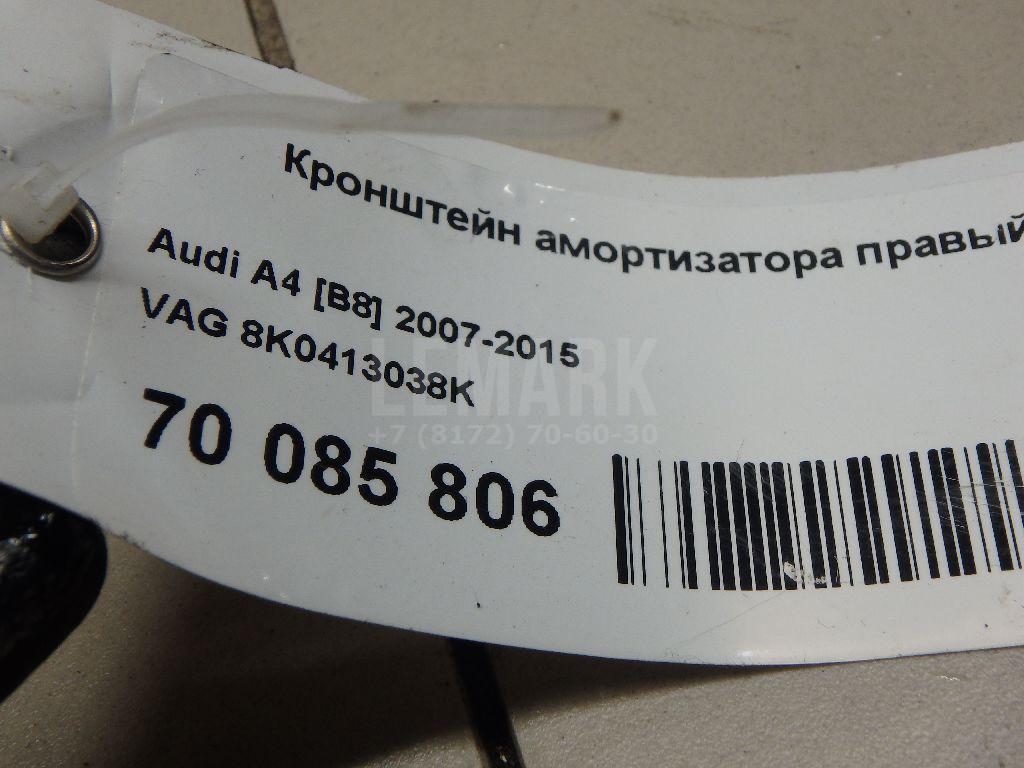 Кронштейн амортизатора правый
Audi A4 [B8] 2007-2015
VAG 8K0413038K
LEMARK
+7 (8172) 70-60-30
70 085 806